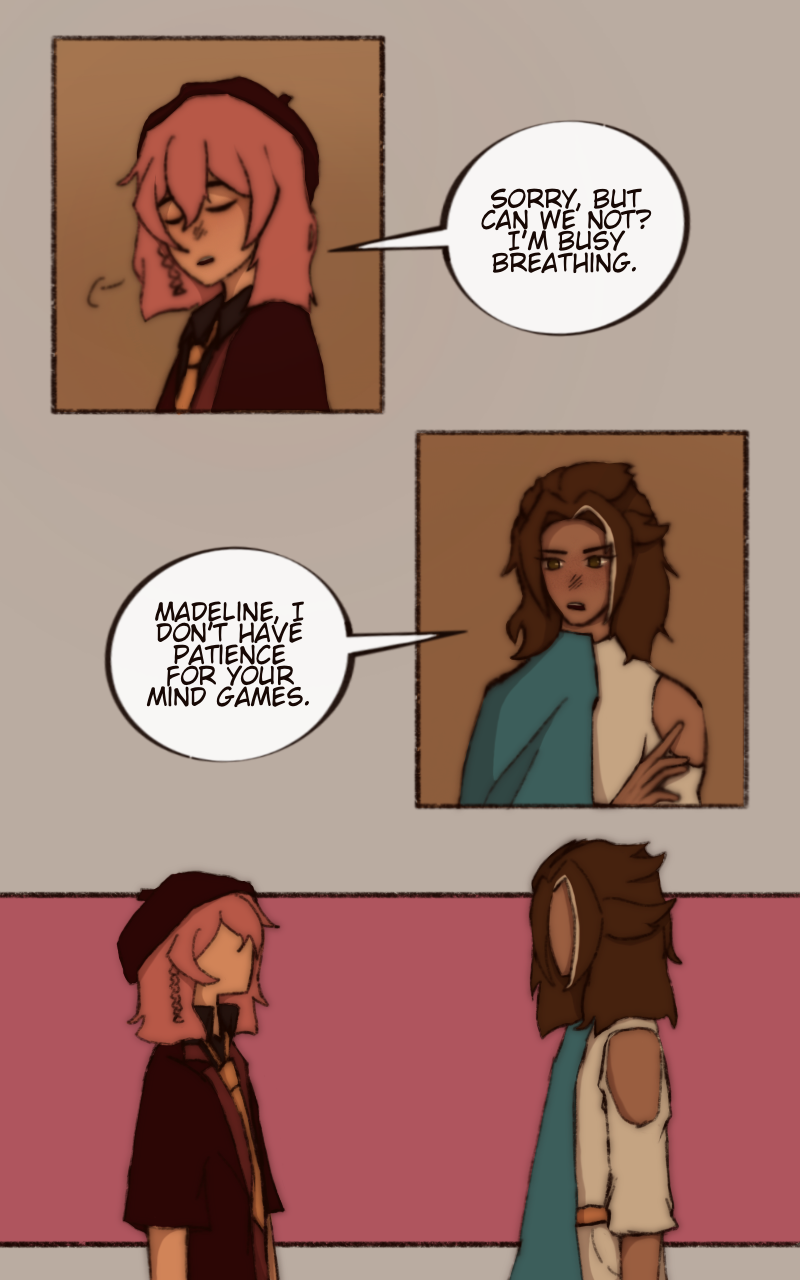 SORRY, BUT
CAN WE NOT?
I'M BUSY
BREATHING.
MADELINE, I
DON'T HAVE
PATIENCE
FOR YOUR
MIND GAMES.